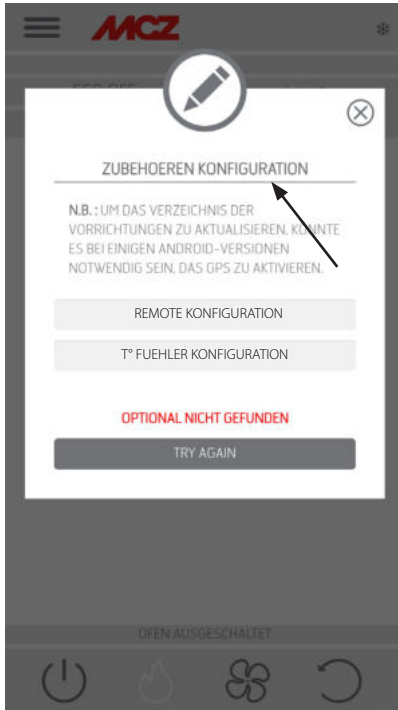 MCZ
ZUBEHOEREN KONFIGURATION
N.B. : UM DAS VERZEICHNIS DER
VORRICHTUNGEN ZU AKTUALISIEREN, KÖNNTE
ES BEI EINIGEN ANDROID-VERSIONEN
NOTWENDIG SEIN, DAS GPS ZU AKTIVIEREN.
REMOTE KONFIGURATION
T° FUEHLER KONFIGURATION
OPTIONAL NICHT GEFUNDEN
TRY AGAIN
OFEN AUSGESCHALTET